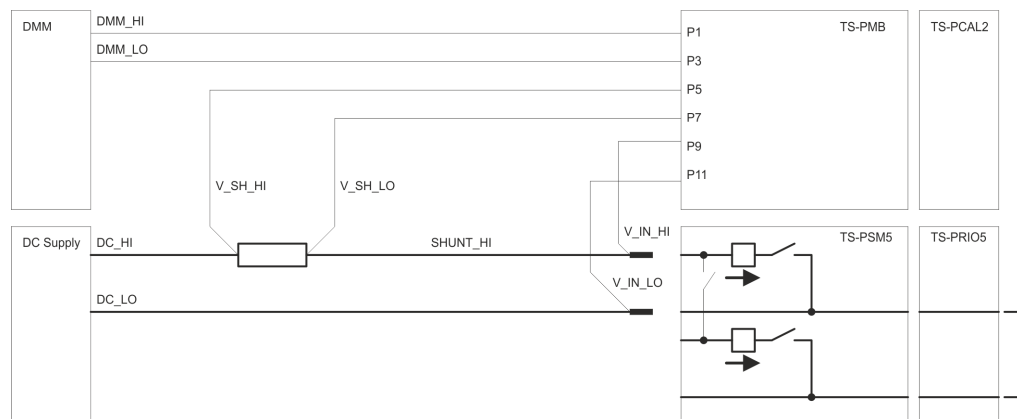 DMM
DMM_HI
DMM_LO
P1
P3
P5
P7
P9
P11
TS-PMB
TS-PCAL2
V_SH_HI
V_SH_LO
DC Supply
DC_HI
SHUNT_HI
V_IN_HI
V_IN_LO
DC_LO
TS-PSM5
TS-PRIO5